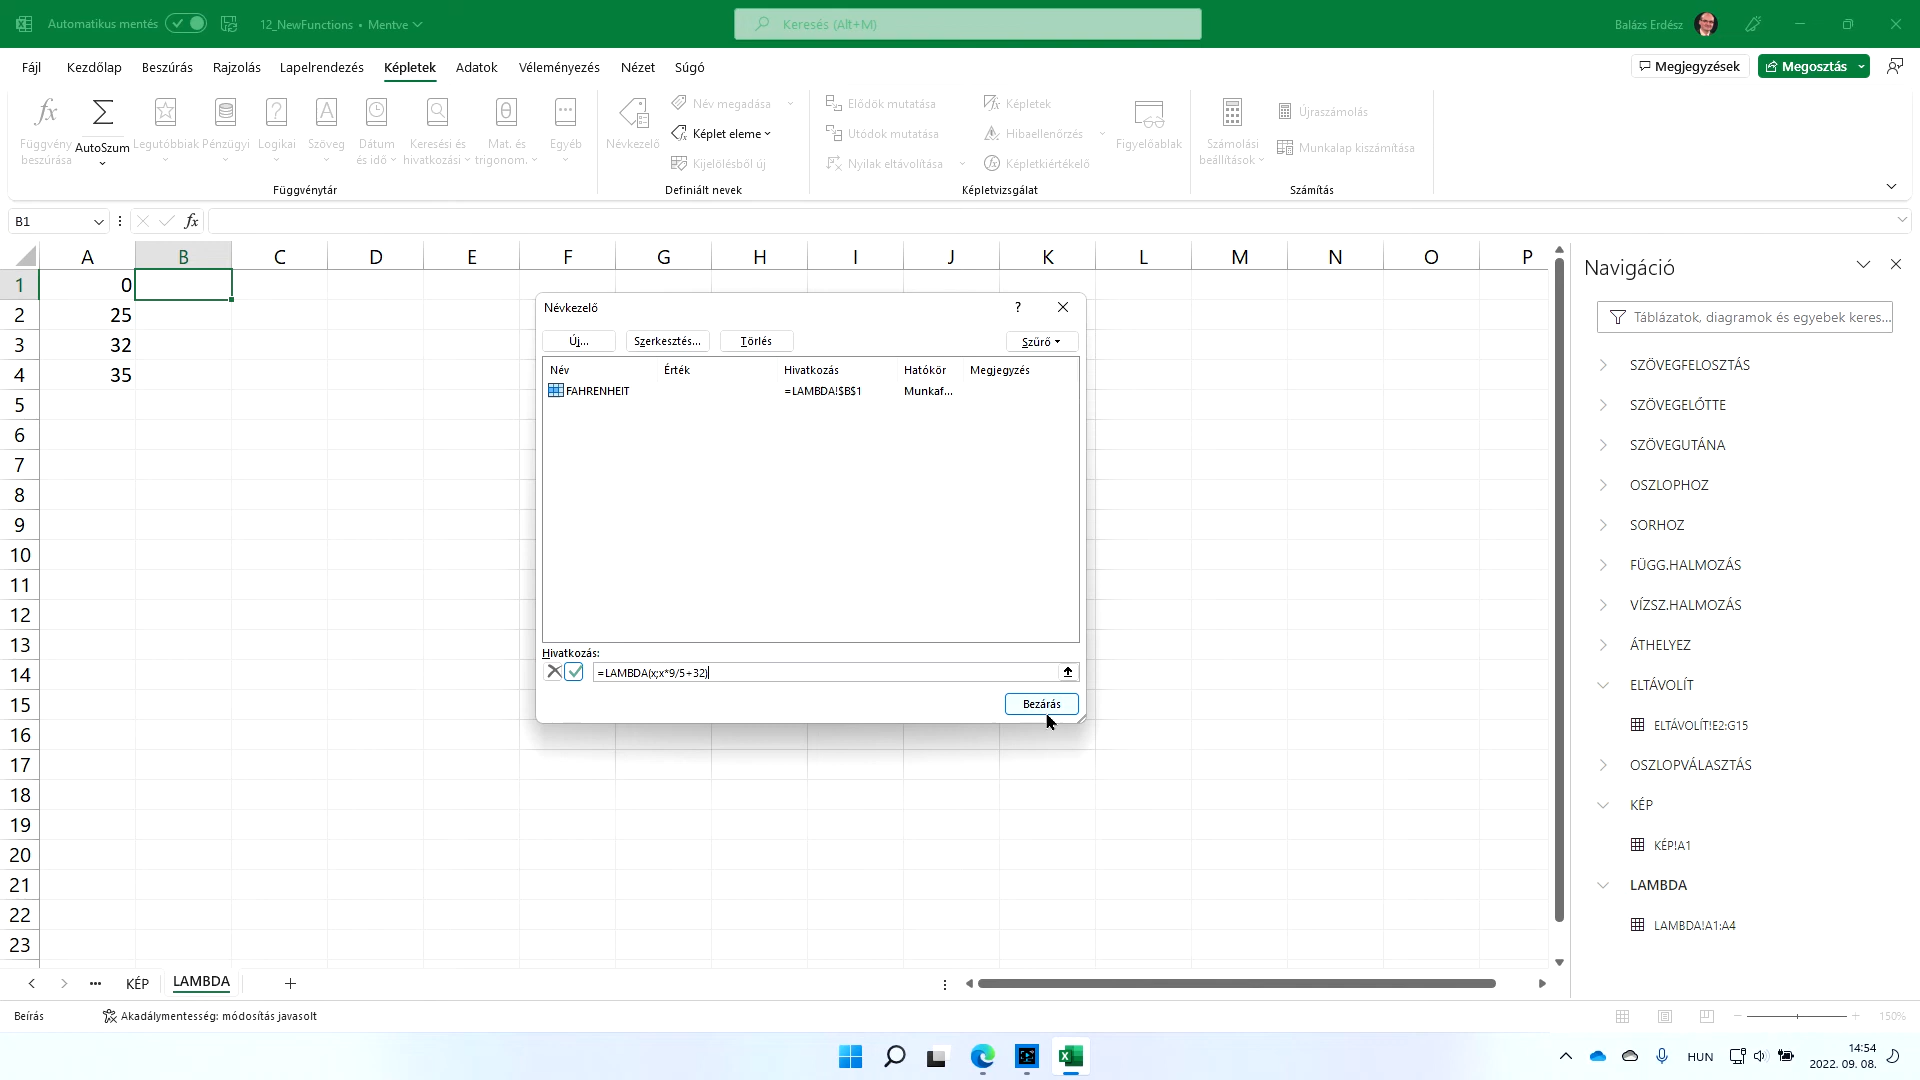 Automatikus mentés
12_NewFunctions • Mentve
Keresés (Alt+M)
Balázs Erdész
Fájl Kezdőlap Beszúrás Rajzolás Lapelrendezés Képletek Adatok Véleményezés Nézet Súgó
Megjegyzések
Megosztás
Függvény beszúrása
AutoSzum
Legutóbbiak
Pénzügyi
Logikai
Szöveg
Dátum és idő
Keresési és hivatkozási
Mat. és trigonom.
Egyéb
Függvénytár
Névkezelő
Név megadása
Képlet eleme
Kijelölésből új
Definiált nevek
Elődök mutatása
Utódok mutatása
Nyilak eltávolítása
Képletek
Hibaellenőrzés
Képletkiértékelő
Figyelőablak
Képletvizsgálat
Számolási beállítások
Újraszámolás
Munkalap kiszámítása
Számítás
B1
fx
A B C D E F G H I J K L M N O P
1 0
2 25
3 32
4 35
5
6
7
8
9
10
11
12
13
14
15
16
17
18
19
20
21
22
23
Névkezelő
?
Új...
Szerkesztés...
Törlés
Szűrő
Név Érték Hivatkozás Hatókör Megjegyzés
FAHRENHEIT =LAMBDA!$B$1 Munkaf...
Hivatkozás:
=LAMBDA(x;x*9/5+32)
Bezárás
Navigáció
Táblázatok, diagramok és egyebek keres...
SZÖVEGFELOSZTÁS
SZÖVEGELŐTTE
SZÖVEGUTÁNA
OSZLOPHOZ
SORHOZ
FÜGG.HALMOZÁS
VÍZSZ.HALMOZÁS
ÁTHELYEZ
ELTÁVOLÍT
ELTÁVOLÍT!E2:G15
OSZLOPVÁLASZTÁS
KÉP
KÉP!A1
LAMBDA
LAMBDA!A1:A4
KÉP
LAMBDA
Beírás
Akadálymentesség: módosítás javasolt
150%
HUN
14:54
2022. 09. 08.